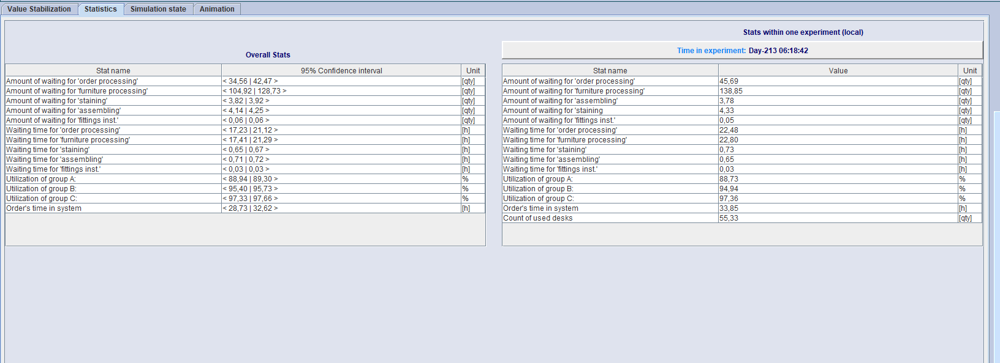 Value Stabilization Statistics Simulation state Animation
Overall Stats
Stat name 95% Confidence interval Unit
Amount of waiting for 'order processing' < 34,56 | 42,47 > [qty]
Amount of waiting for 'furniture processing' < 104,92 | 128,73 > [qty]
Amount of waiting for 'staining' < 3,82 | 3,92 > [qty]
Amount of waiting for 'assembling' < 4,14 | 4,25 > [qty]
Amount of waiting for 'fittings inst.' < 0,06 | 0,06 > [qty]
Waiting time for 'order processing' < 17,23 | 21,12 > [h]
Waiting time for 'furniture processing' < 17,41 | 21,29 > [h]
Waiting time for 'staining' < 0,65 | 0,67 > [h]
Waiting time for 'assembling' < 0,71 | 0,72 > [h]
Waiting time for 'fittings inst.' < 0,03 | 0,03 > [h]
Utilization of group A: < 88,94 | 89,30 > %
Utilization of group B: < 95,40 | 95,73 > %
Utilization of group C: < 97,33 | 97,66 > %
Order's time in system < 28,73 | 32,62 > [h]
Stats within one experiment (local)
Time in experiment: Day-213 06:18:42
Stat name Value Unit
Amount of waiting for 'order processing' 45,69 [qty]
Amount of waiting for 'furniture processing' 138,85 [qty]
Amount of waiting for 'assembling' 3,78 [qty]
Amount of waiting for 'staining 4,33 [qty]
Amount of waiting for 'fittings inst.' 0,05 [qty]
Waiting time for 'order processing' 22,48 [h]
Waiting time for 'furniture processing' 22,80 [h]
Waiting time for 'staining' 0,73 [h]
Waiting time for 'assembling' 0,65 [h]
Waiting time for 'fittings inst.' 0,03 [h]
Utilization of group A: 88,73 %
Utilization of group B: 94,94 %
Utilization of group C: 97,36 %
Order's time in system 33,85 [h]
Count of used desks 55,33 [qty]